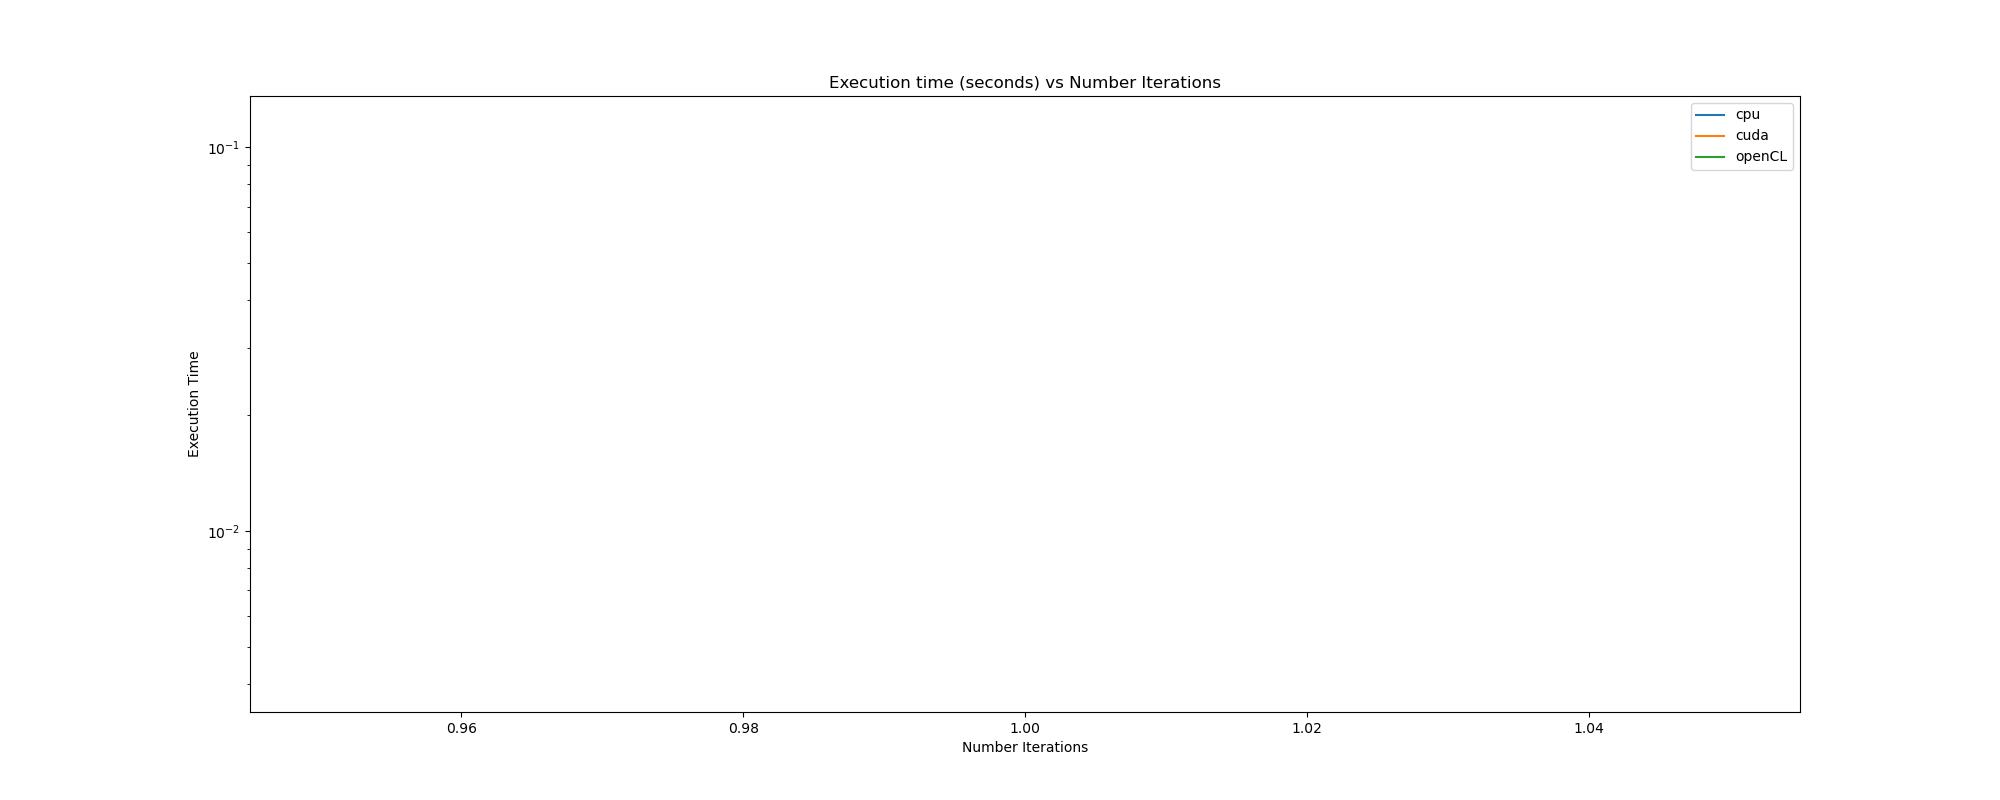 Execution time (seconds) vs Number Iterations
cpu
cuda
openCL
10⁻¹
10⁻²
Execution Time
0.96 0.98 1.00 1.02 1.04
Number Iterations